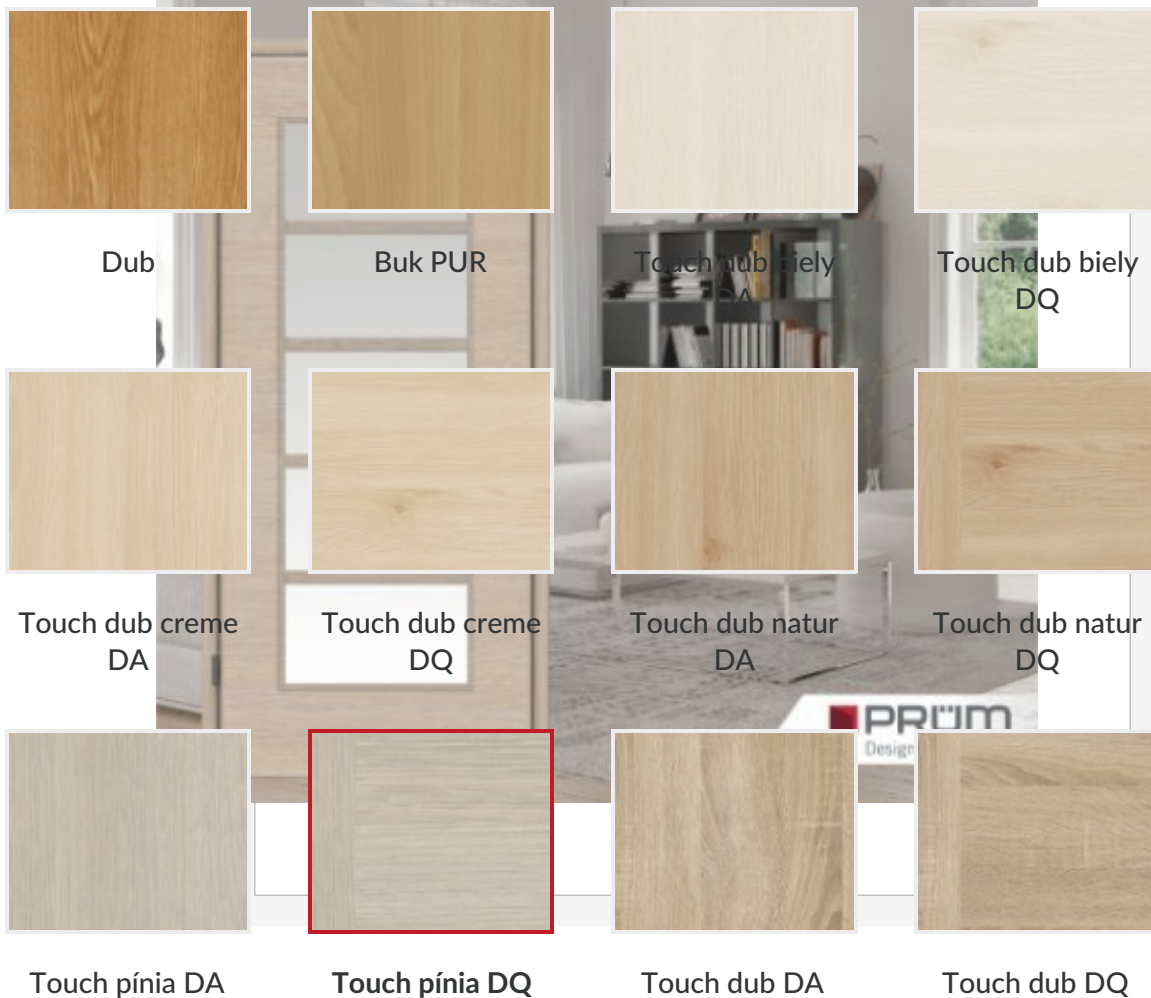 Dub
Buk PUR
Touch dub biely
DA
Touch dub biely
DQ
Touch dub creme
DA
Touch dub creme
DQ
Touch dub natur
DA
Touch dub natur
DQ
PRÜM
Design
Touch pínia DA
Touch pínia DQ
Touch dub DA
Touch dub DQ